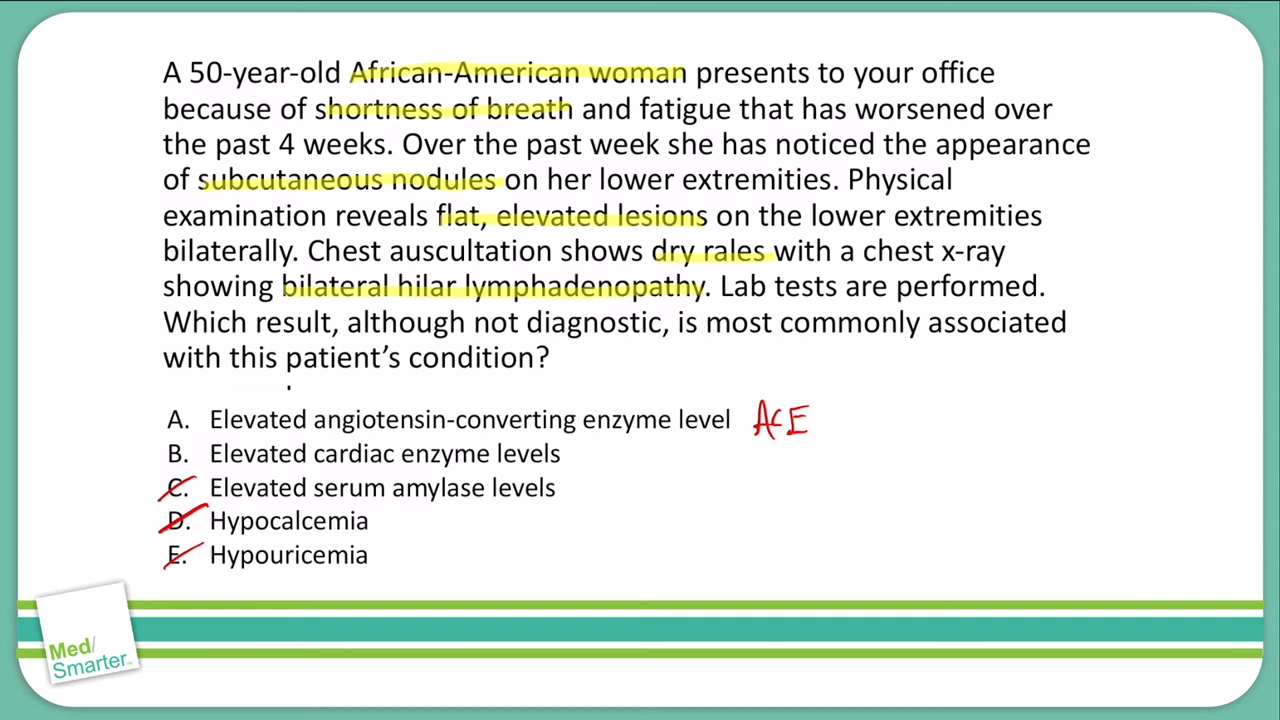 A 50-year-old African-American woman presents to your office
because of shortness of breath and fatigue that has worsened over
the past 4 weeks. Over the past week she has noticed the appearance
of subcutaneous nodules on her lower extremities. Physical
examination reveals flat, elevated lesions on the lower extremities
bilaterally. Chest auscultation shows dry rales with a chest x-ray
showing bilateral hilar lymphadenopathy. Lab tests are performed.
Which result, although not diagnostic, is most commonly associated
with this patient's condition?
A. Elevated angiotensin-converting enzyme level ACE
B. Elevated cardiac enzyme levels
C. Elevated serum amylase levels
D. Hypocalcemia
E. Hypouricemia
Med/
Smarter™